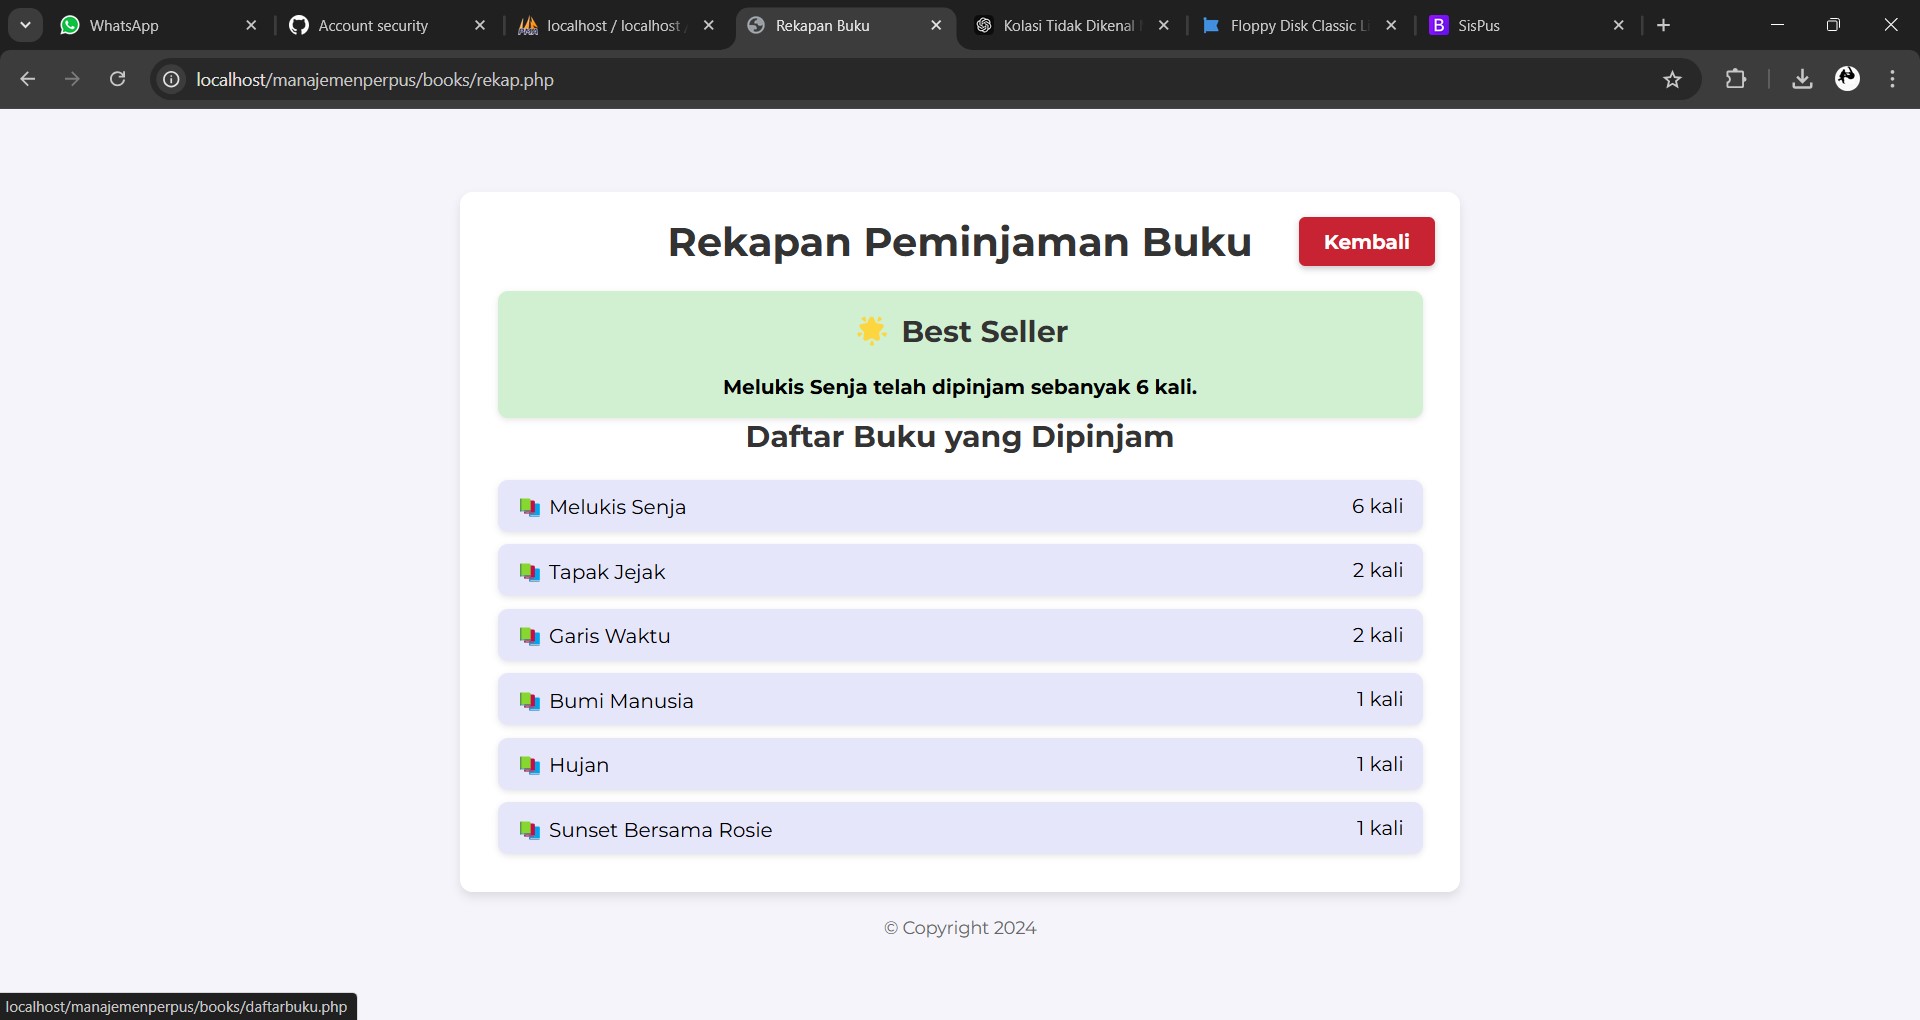 WhatsApp
Account security
localhost / localhost /
Rekapan Buku
Kolasi Tidak Dikenal
Floppy Disk Classic Li
B SisPus
localhost/manajemenperpus/books/rekap.php
Rekapan Peminjaman Buku
Kembali
🌟 Best Seller
Melukis Senja telah dipinjam sebanyak 6 kali.
Daftar Buku yang Dipinjam
📚 Melukis Senja 6 kali
📚 Tapak Jejak 2 kali
📚 Garis Waktu 2 kali
📚 Bumi Manusia 1 kali
📚 Hujan 1 kali
📚 Sunset Bersama Rosie 1 kali
© Copyright 2024
localhost/manajemenperpus/books/daftarbuku.php